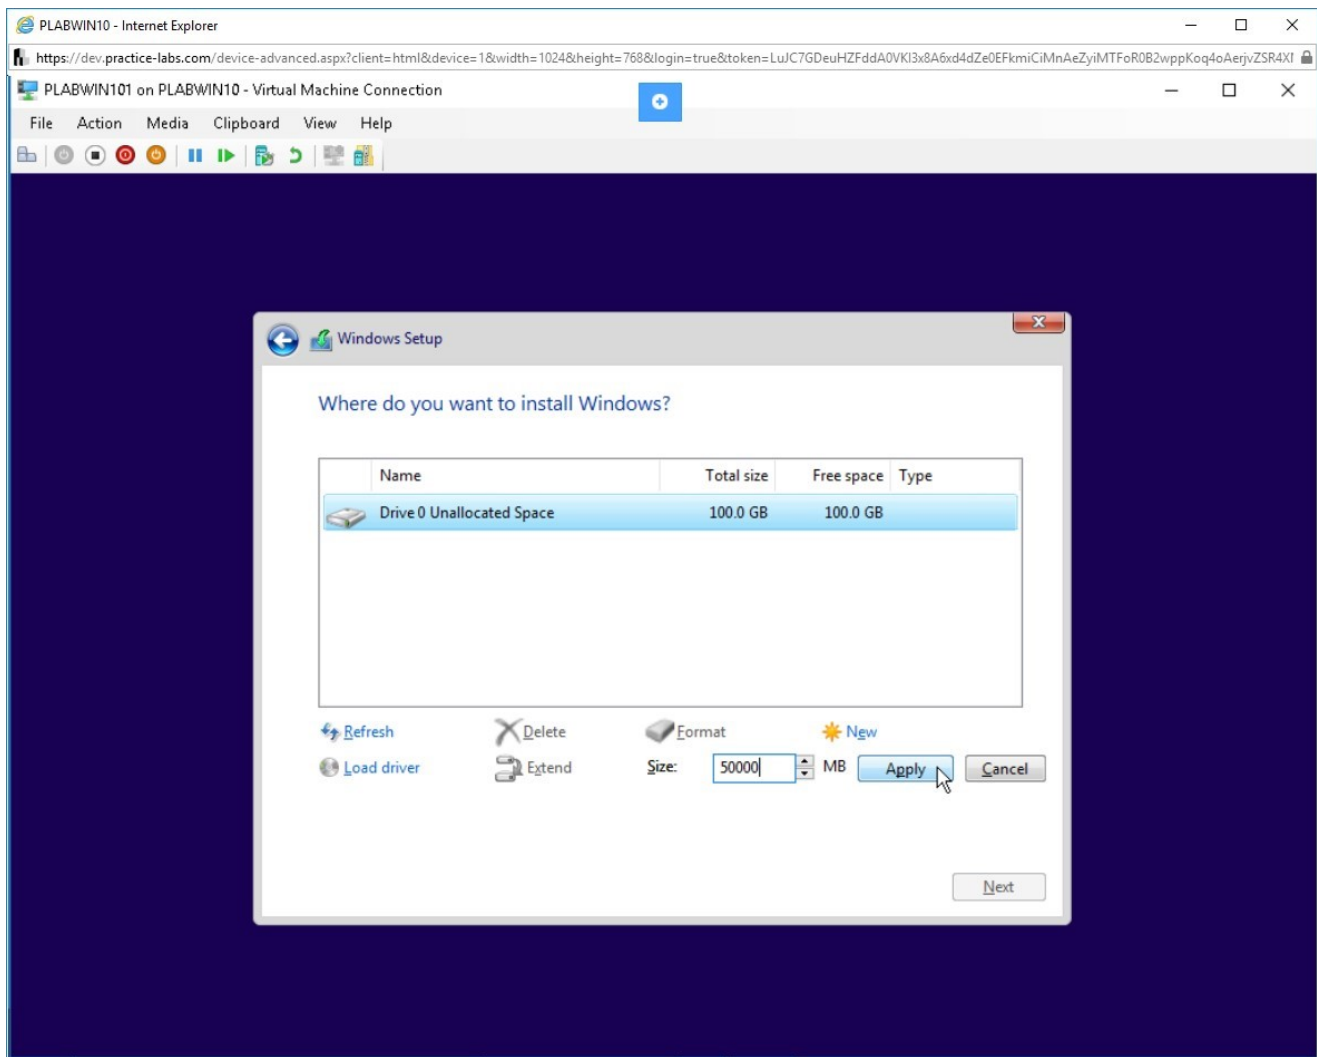 PLABWIN10 - Internet Explorer
https://dev.practice-labs.com/device-advanced.aspx?client=html&device=1&width=1024&height=768&login=true&token=
PLABWIN101 on PLABWIN10 - Virtual Machine Connection
File Action Media Clipboard View Help
Windows Setup
Where do you want to install Windows?
Name Total size Free space Type
Drive 0 Unallocated Space 100.0 GB 100.0 GB
Refresh Delete Format New
Load driver Extend Size: 50000 MB Apply Cancel
Next